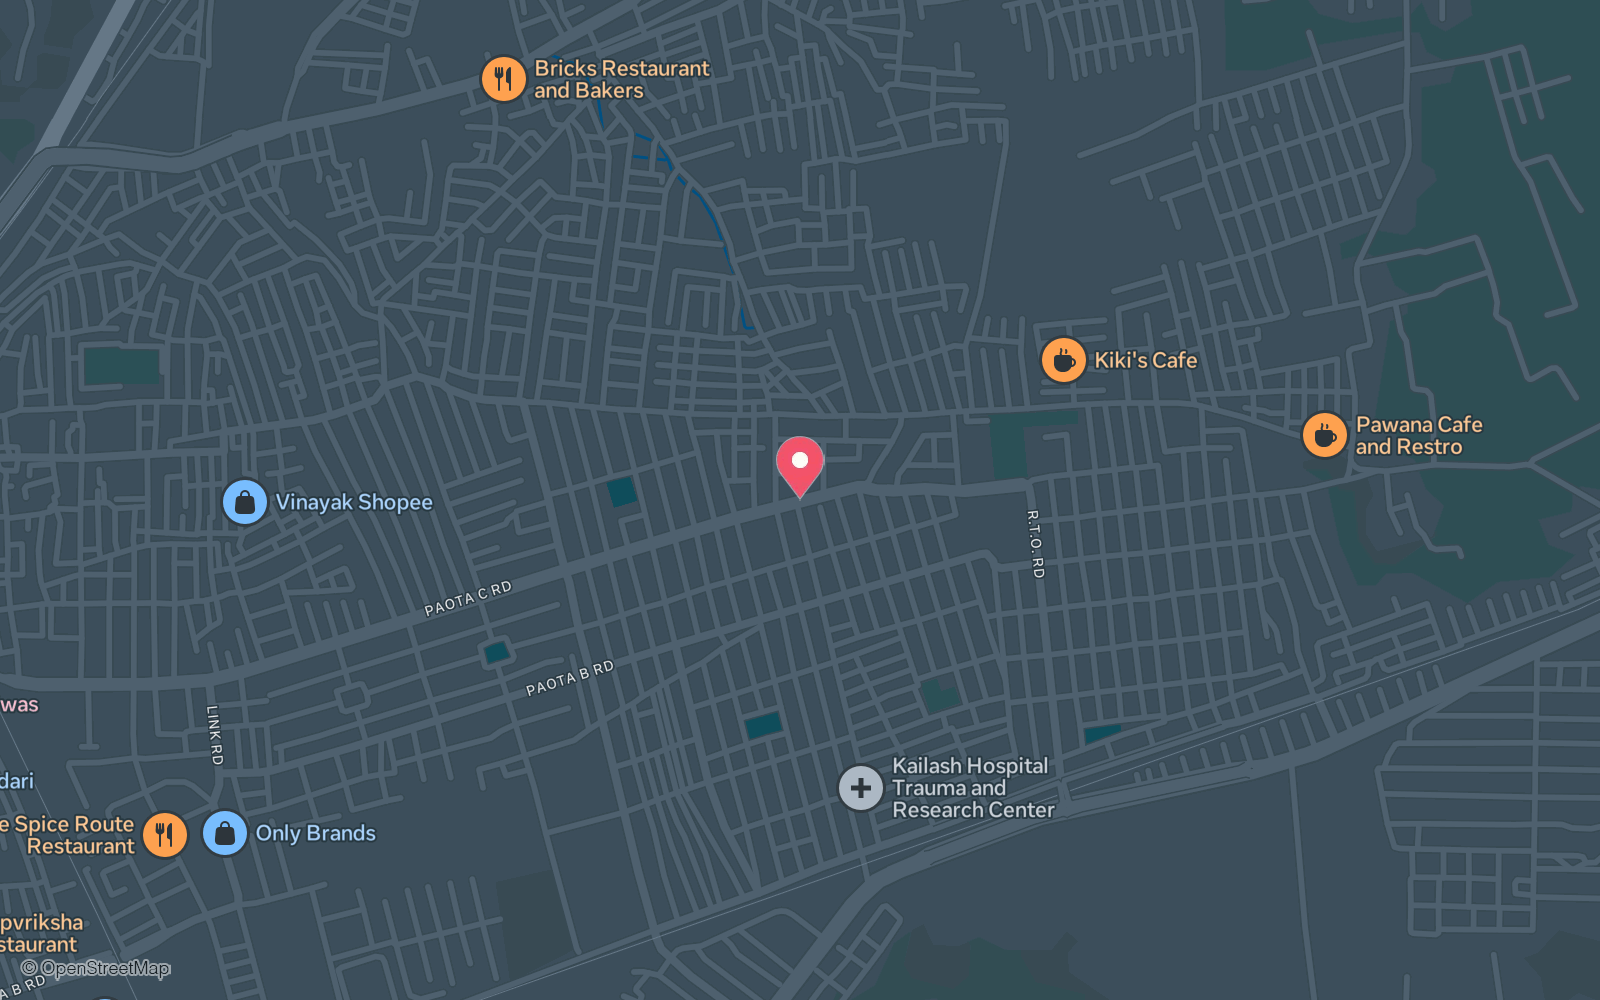 Bricks Restaurant
and Bakers
Kiki's Cafe
Pawana Cafe
and Restro
Vinayak Shopee
R.T.O. RD
PAOTA C RD
PAOTA B RD
was
LINK RD
dari
Kailash Hospital
Trauma and
Research Center
e Spice Route
Restaurant
Only Brands
pvriksha
staurant
© OpenStreetMap
A B RD